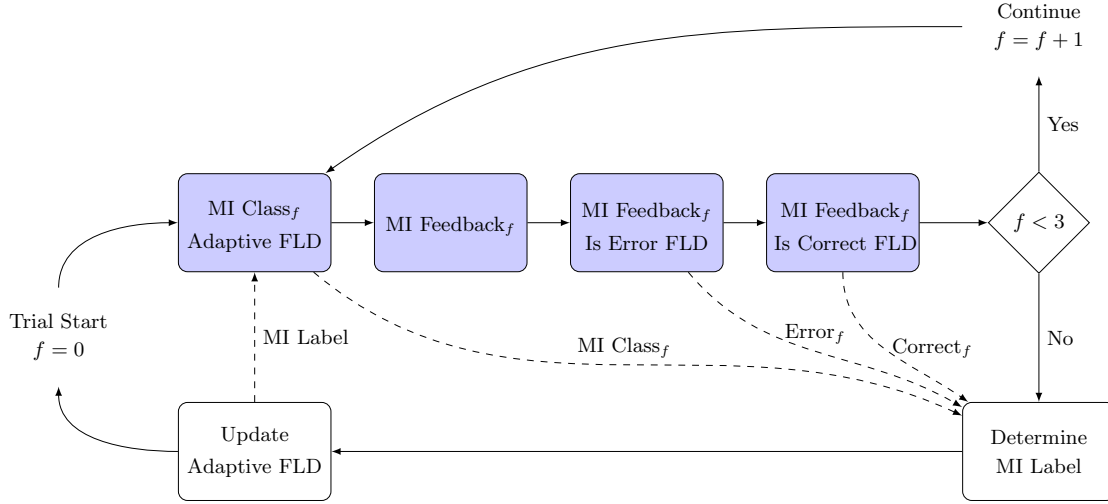 Continue
f = f + 1
Yes
MI Class_f
Adaptive FLD
MI Feedback_f
MI Feedback_f
Is Error FLD
MI Feedback_f
Is Correct FLD
f < 3
Trial Start
f = 0
MI Label
MI Class_f
Error_f
Correct_f
No
Update
Adaptive FLD
Determine
MI Label